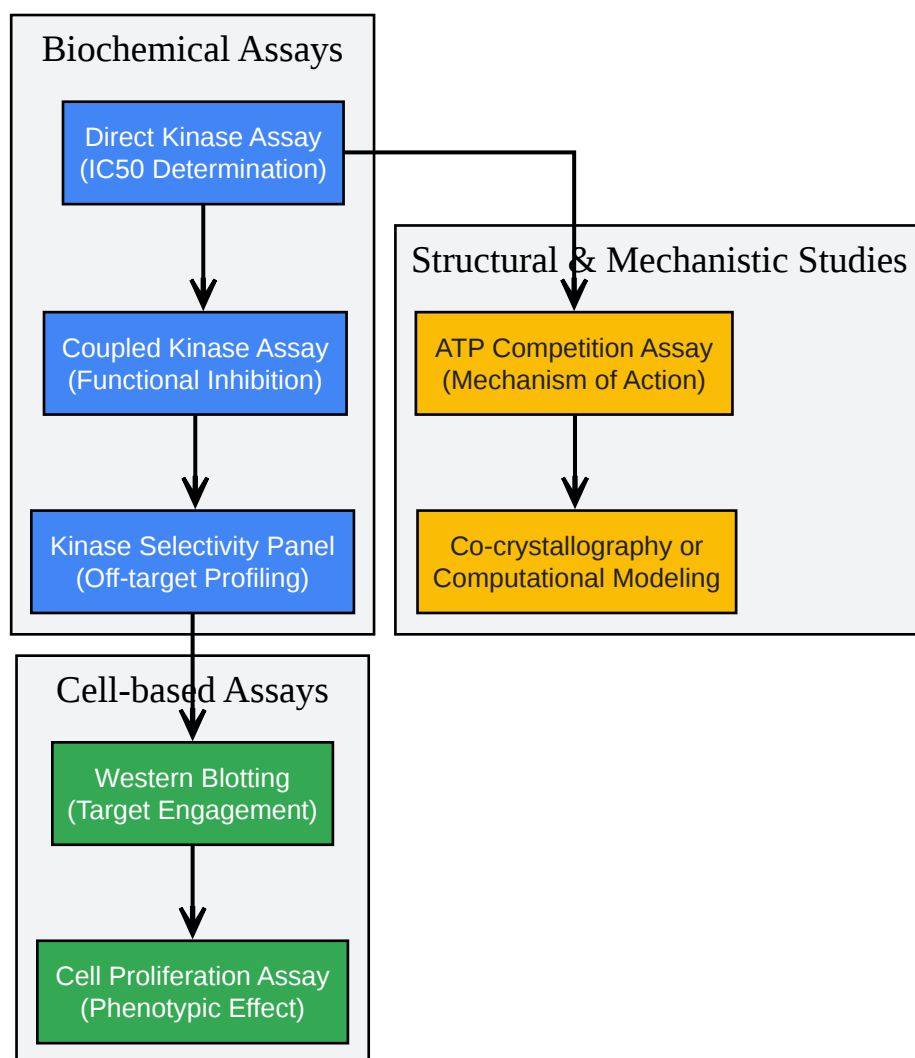 Biochemical Assays
Direct Kinase Assay
(IC50 Determination)
Coupled Kinase Assay
(Functional Inhibition)
Kinase Selectivity Panel
(Off-target Profiling)
Structural & Mechanistic Studies
ATP Competition Assay
(Mechanism of Action)
Co-crystallography or
Computational Modeling
Cell-based Assays
Western Blotting
(Target Engagement)
Cell Proliferation Assay
(Phenotypic Effect)